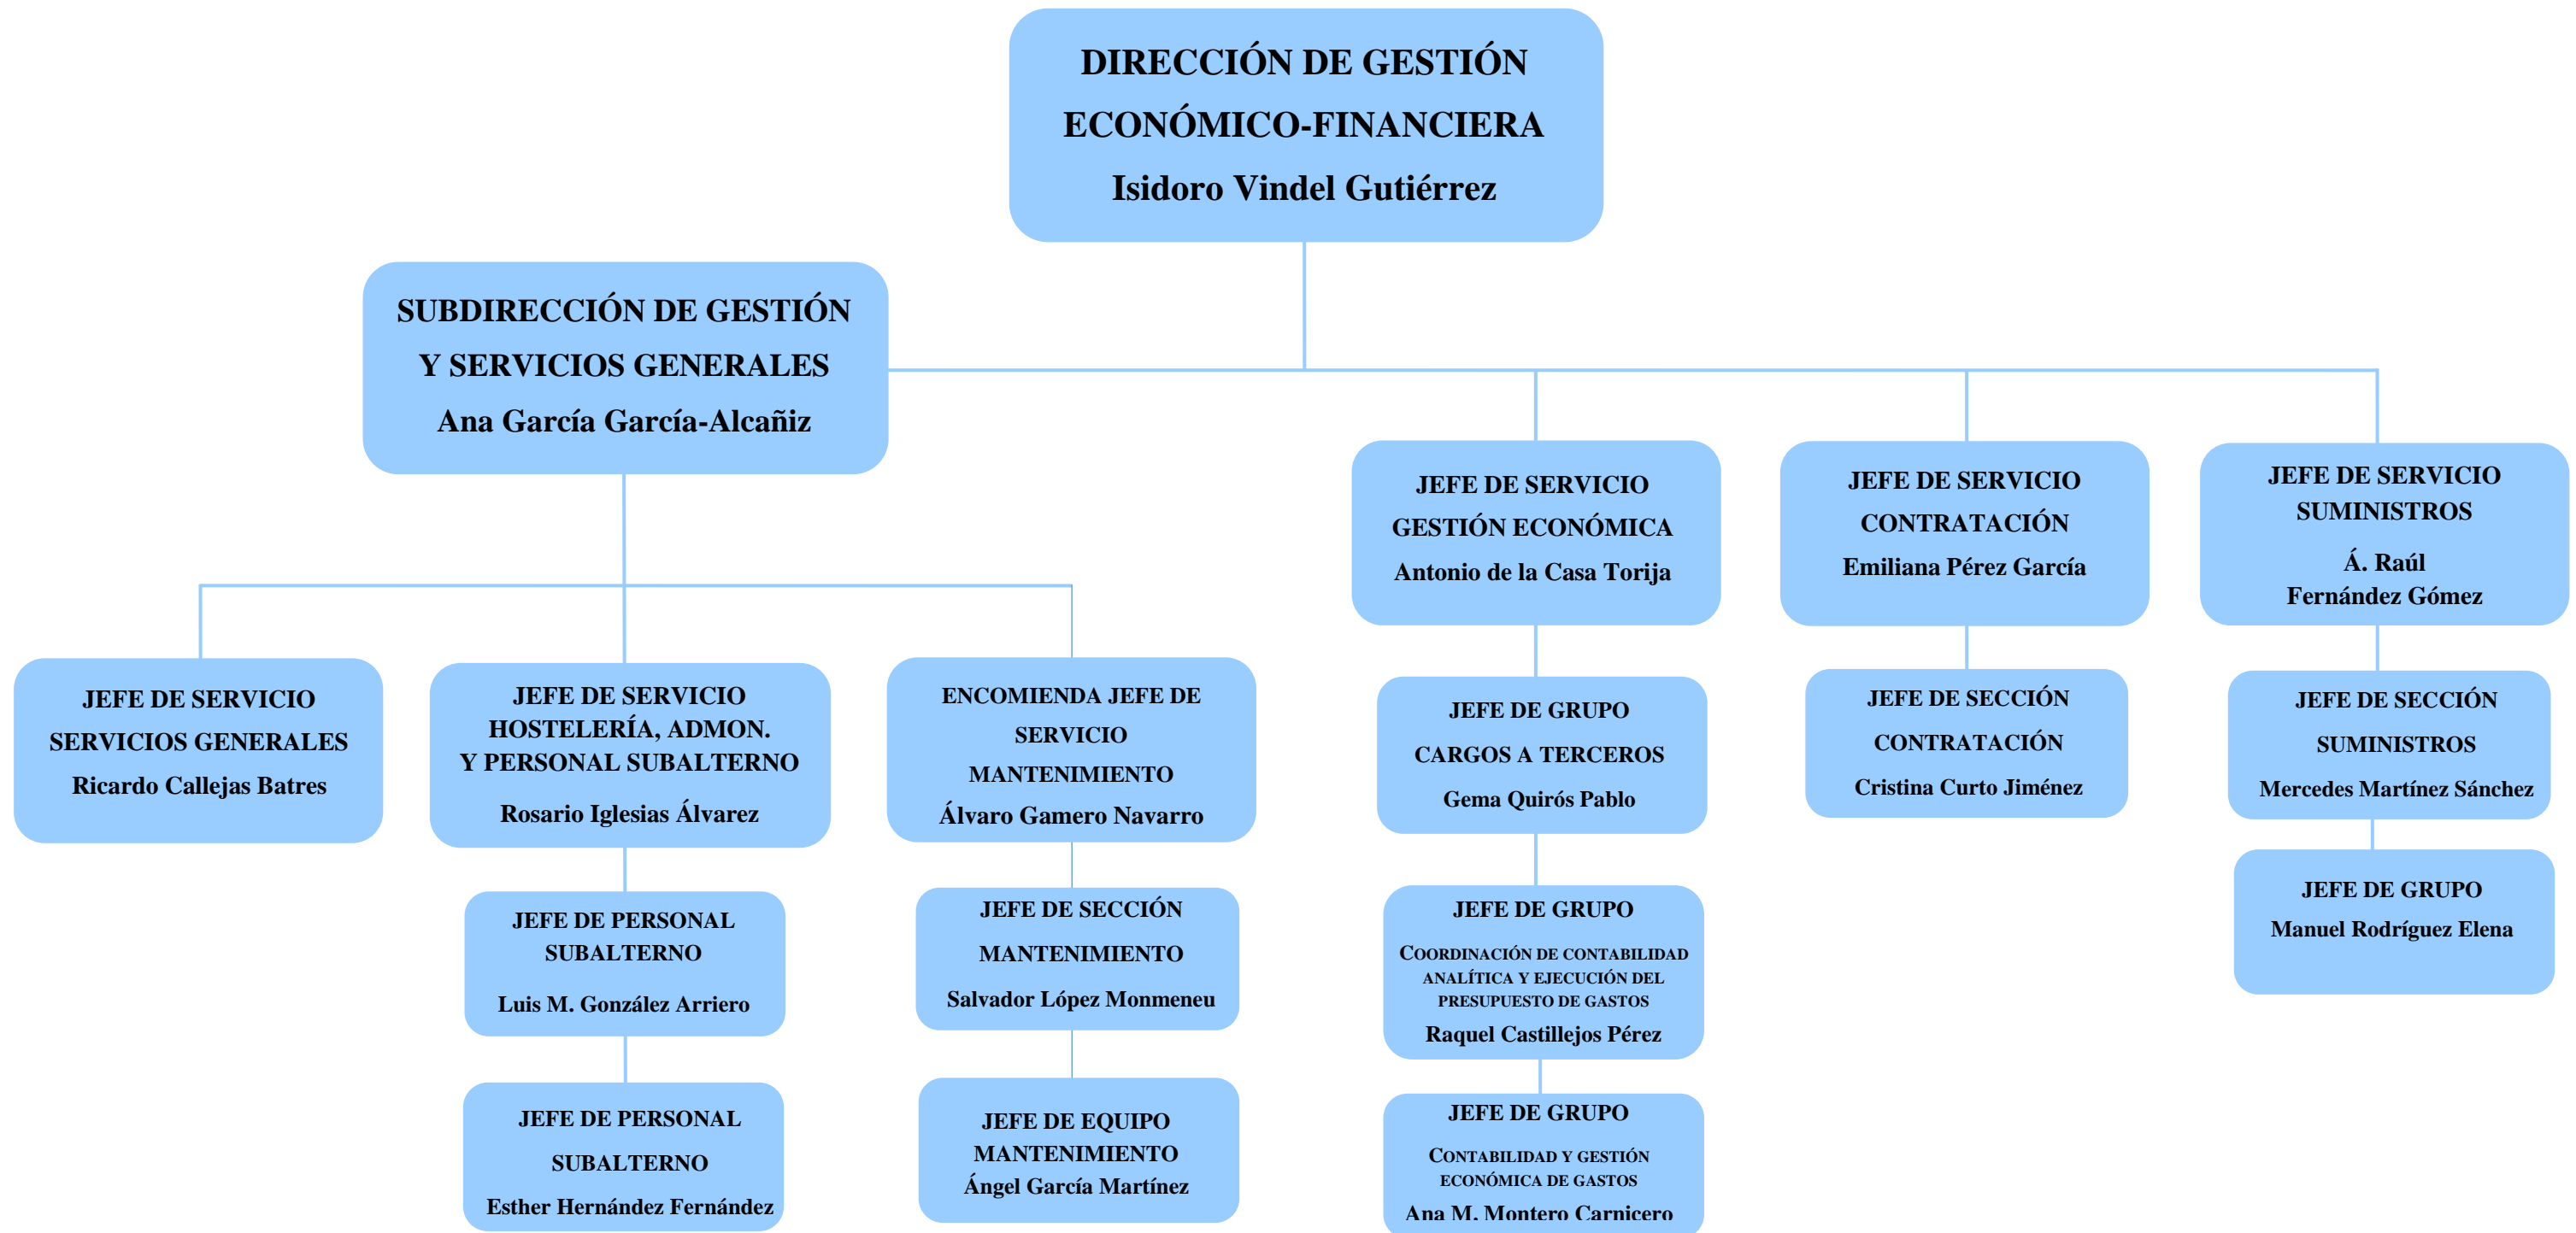 DIRECCIÓN DE GESTIÓN
ECONÓMICO-FINANCIERA
Isidoro Vindel Gutiérrez
SUBDIRECCIÓN DE GESTIÓN
Y SERVICIOS GENERALES
Ana García García-Alcañiz
JEFE DE SERVICIO
GESTIÓN ECONÓMICA
Antonio de la Casa Torija
JEFE DE SERVICIO
CONTRATACIÓN
Emiliana Pérez García
JEFE DE SERVICIO
SUMINISTROS
Á. Raúl
Fernández Gómez
JEFE DE SERVICIO
SERVICIOS GENERALES
Ricardo Callejas Batres
JEFE DE SERVICIO
HOSTELERÍA, ADMON.
Y PERSONAL SUBALTERNO
Rosario Iglesias Álvarez
ENCOMIENDA JEFE DE
SERVICIO
MANTENIMIENTO
Álvaro Gamero Navarro
JEFE DE GRUPO
CARGOS A TERCEROS
Gema Quirós Pablo
JEFE DE SECCIÓN
CONTRATACIÓN
Cristina Curto Jiménez
JEFE DE SECCIÓN
SUMINISTROS
Mercedes Martínez Sánchez
JEFE DE PERSONAL
SUBALTERNO
Luis M. González Arriero
JEFE DE SECCIÓN
MANTENIMIENTO
Salvador López Monmeneu
JEFE DE GRUPO
COORDINACIÓN DE CONTABILIDAD
ANALÍTICA Y EJECUCIÓN DEL
PRESUPUESTO DE GASTOS
Raquel Castillejos Pérez
JEFE DE GRUPO
Manuel Rodríguez Elena
JEFE DE PERSONAL
SUBALTERNO
Esther Hernández Fernández
JEFE DE EQUIPO
MANTENIMIENTO
Ángel García Martínez
JEFE DE GRUPO
CONTABILIDAD Y GESTIÓN
ECONÓMICA DE GASTOS
Ana M. Montero Carnicero